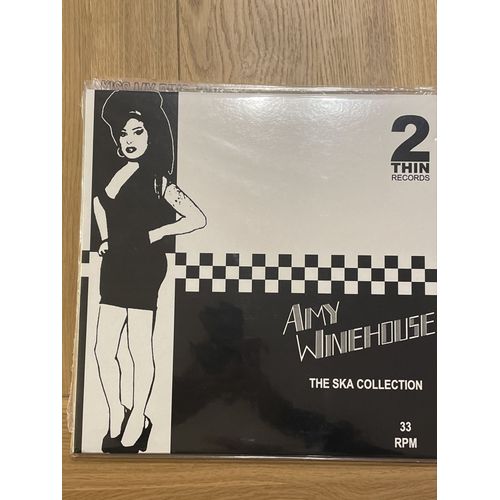 2
THIN
RECORDS
AMY
WINEHOUSE
THE SKA COLLECTION
33
RPM